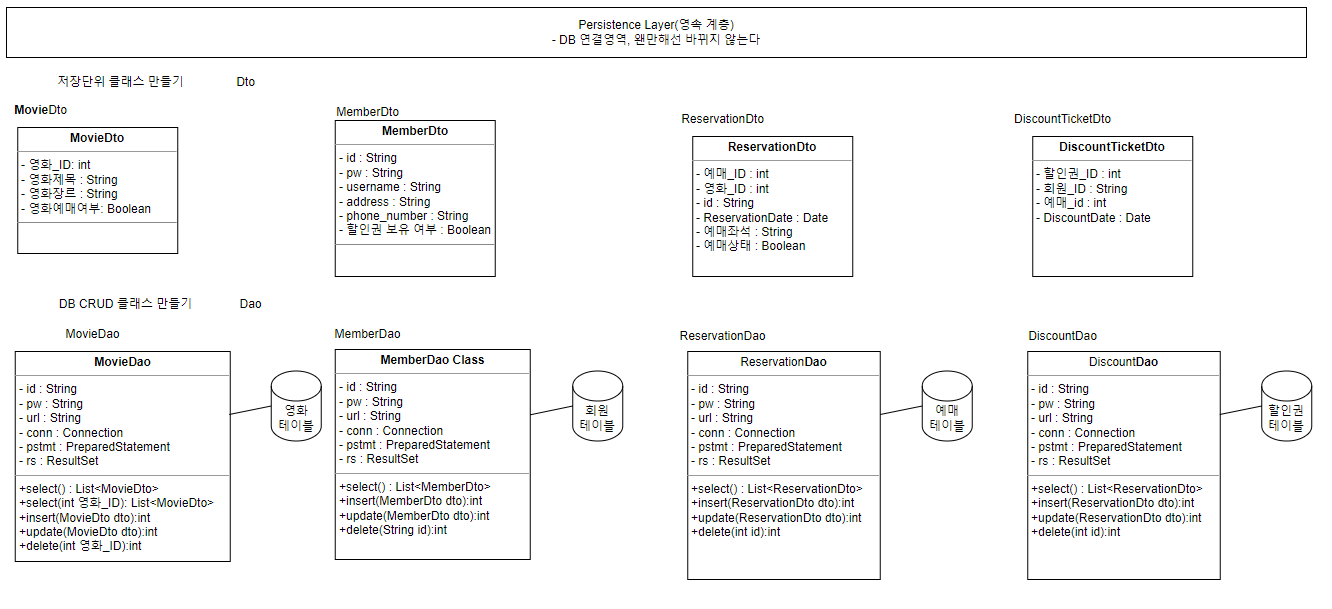 Persistence Layer(영속 계층)
- DB 연결영역, 왠만해선 바뀌지 않는다
저장단위 클래스 만들기 Dto
MovieDto
MovieDto
- 영화_ID: int
- 영화제목 : String
- 영화장르 : String
- 영화예매여부: Boolean
MemberDto
MemberDto
- id : String
- pw : String
- username : String
- address : String
- phone_number : String
- 할인권 보유 여부 : Boolean
ReservationDto
ReservationDto
- 예매_ID : int
- 영화_ID : int
- id : String
- ReservationDate : Date
- 예매좌석 : String
- 예매상태 : Boolean
DiscountTicketDto
DiscountTicketDto
- 할인권_ID : int
- 회원_ID : String
- 예매_id : int
- DiscountDate : Date
DB CRUD 클래스 만들기 Dao
MovieDao
MovieDao
- id : String
- pw : String
- url : String
- conn : Connection
- pstmt : PreparedStatement
- rs : ResultSet
+select() : List<MovieDto>
+select(int 영화_ID): List<MovieDto>
+insert(MovieDto dto):int
+update(MovieDto dto):int
+delete(int 영화_ID):int
영화
테이블
MemberDao
MemberDao Class
- id : String
- pw : String
- url : String
- conn : Connection
- pstmt : PreparedStatement
- rs : ResultSet
+select() : List<MemberDto>
+insert(MemberDto dto):int
+update(MemberDto dto):int
+delete(String id):int
회원
테이블
ReservationDao
ReservationDao
- id : String
- pw : String
- url : String
- conn : Connection
- pstmt : PreparedStatement
- rs : ResultSet
+select() : List<ReservationDto>
+insert(ReservationDto dto):int
+update(ReservationDto dto):int
+delete(int id):int
예매
테이블
DiscountDao
DiscountDao
- id : String
- pw : String
- url : String
- conn : Connection
- pstmt : PreparedStatement
- rs : ResultSet
+select() : List<ReservationDto>
+insert(ReservationDto dto):int
+update(ReservationDto dto):int
+delete(int id):int
할인권
테이블